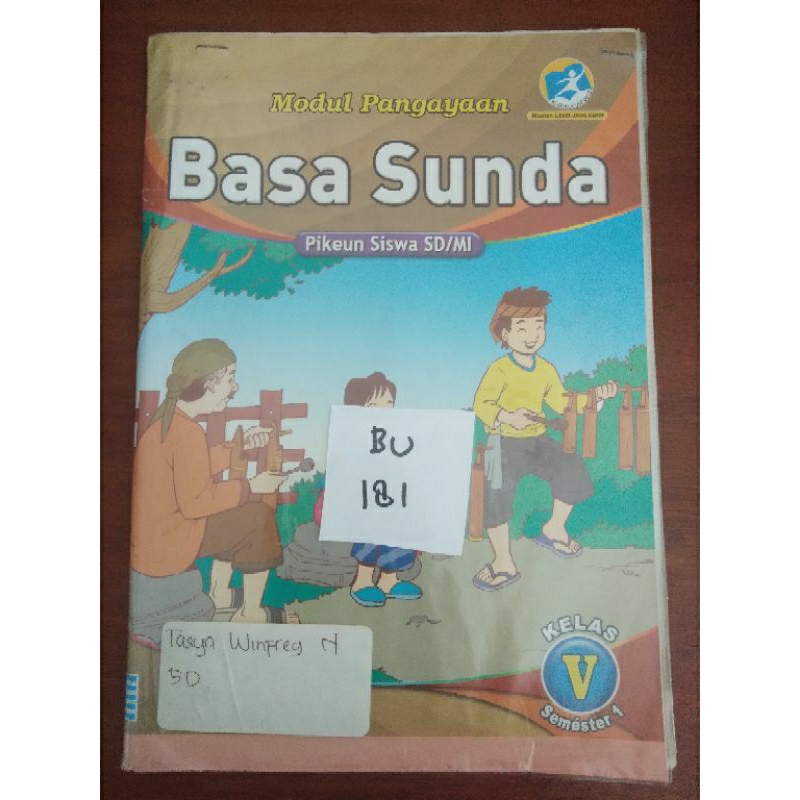 Modul Pangayaan
Basa Sunda
Pikeun Siswa SD/MI
BU
181
Tasya Winfrey N
5D
KELAS
V
Semester 1